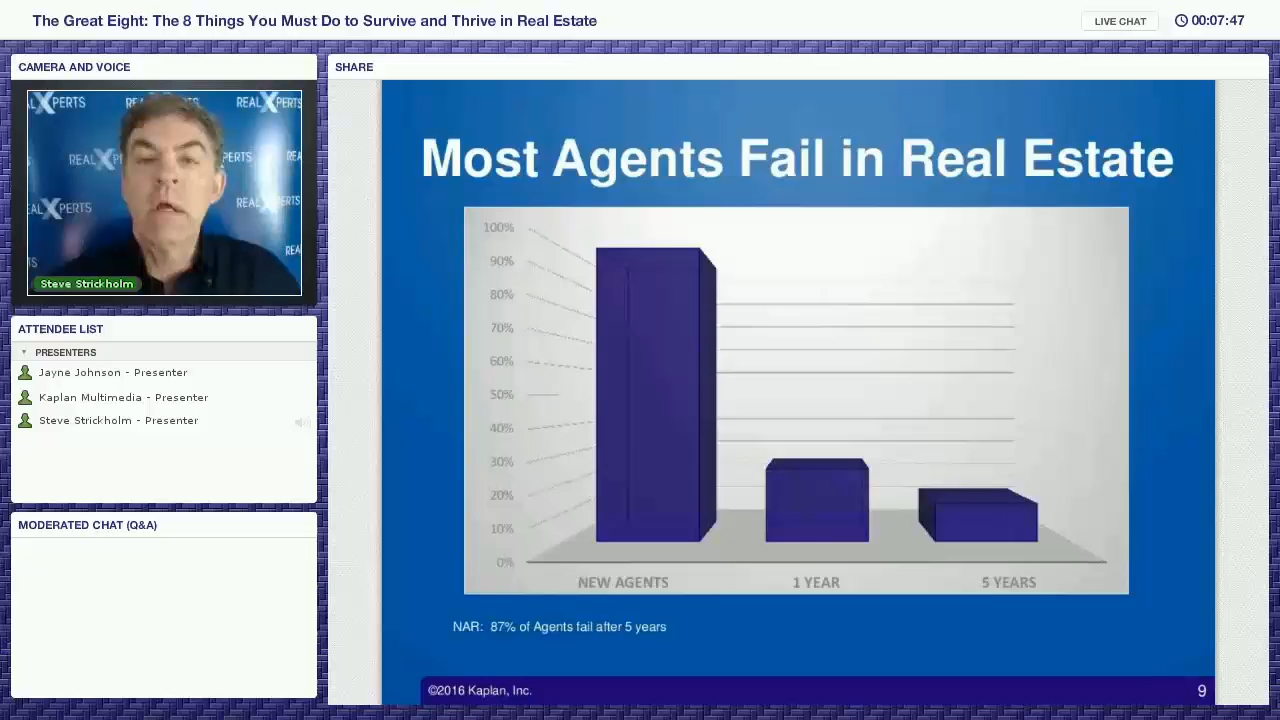 The Great Eight: The 8 Things You Must Do to Survive and Thrive in Real Estate
LIVE CHAT
00:07:47
CAMERA AND VOICE
REAL XPERTS
REAL XPERTS
Steve Strickholm
ATTENDEE LIST
PRESENTERS
Jayne Johnson - Presenter
Kaplan Multimedia - Presenter
Steve Strickholm - Presenter
MODERATED CHAT (Q&A)
SHARE
Most Agents Fail in Real Estate
100%
90%
80%
70%
60%
50%
40%
30%
20%
10%
0%
NEW AGENTS
1 YEAR
5 YEARS
NAR: 87% of Agents fail after 5 years
©2016 Kaplan, Inc.
9